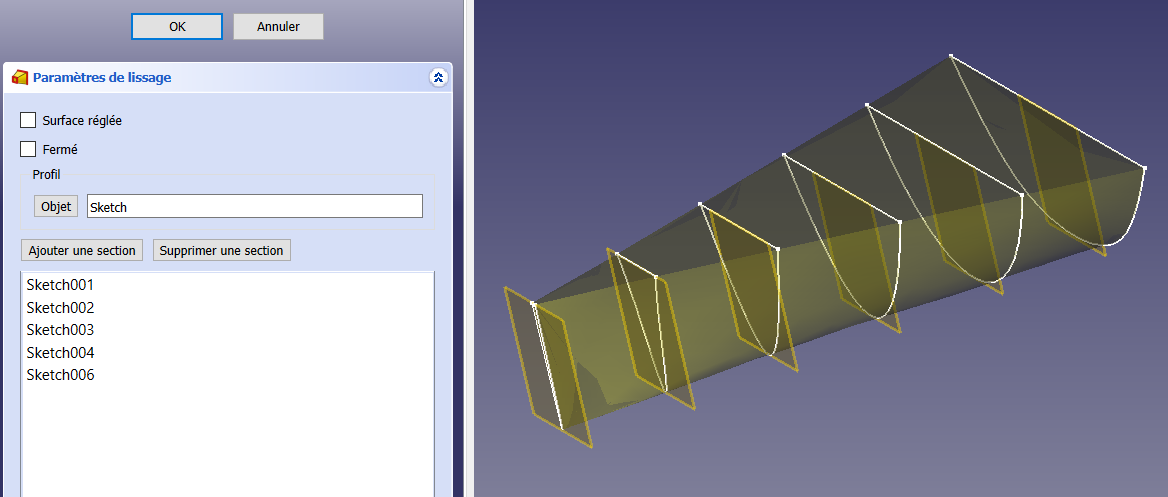 OK Annuler
Paramètres de lissage
Surface réglée
Fermé
Profil
Objet Sketch
Ajouter une section Supprimer une section
Sketch001
Sketch002
Sketch003
Sketch004
Sketch006